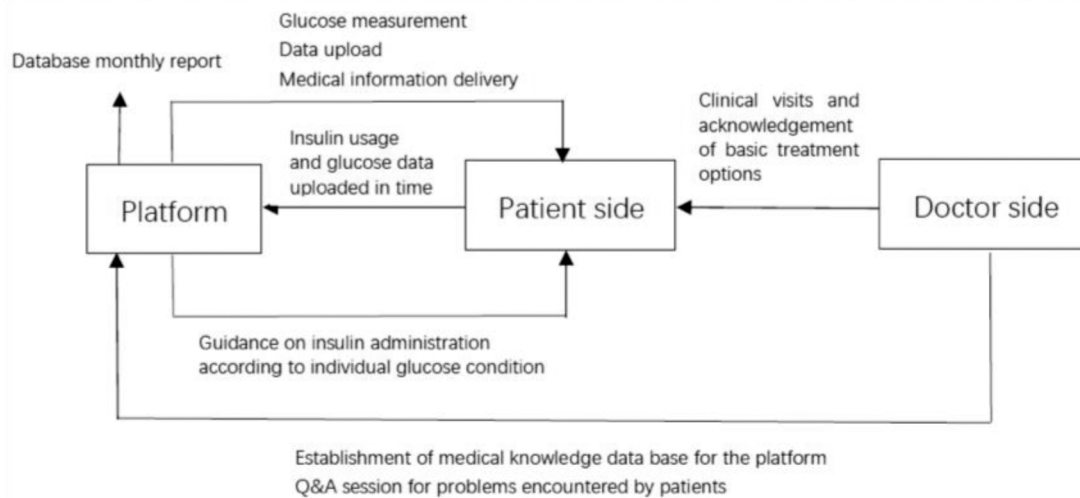 Glucose measurement
Data upload
Medical information delivery
Database monthly report
Clinical visits and
acknowledgement
of basic treatment
options
Insulin usage
and glucose data
uploaded in time
Platform
Patient side
Doctor side
Guidance on insulin administration
according to individual glucose condition
Establishment of medical knowledge data base for the platform
Q&A session for problems encountered by patients